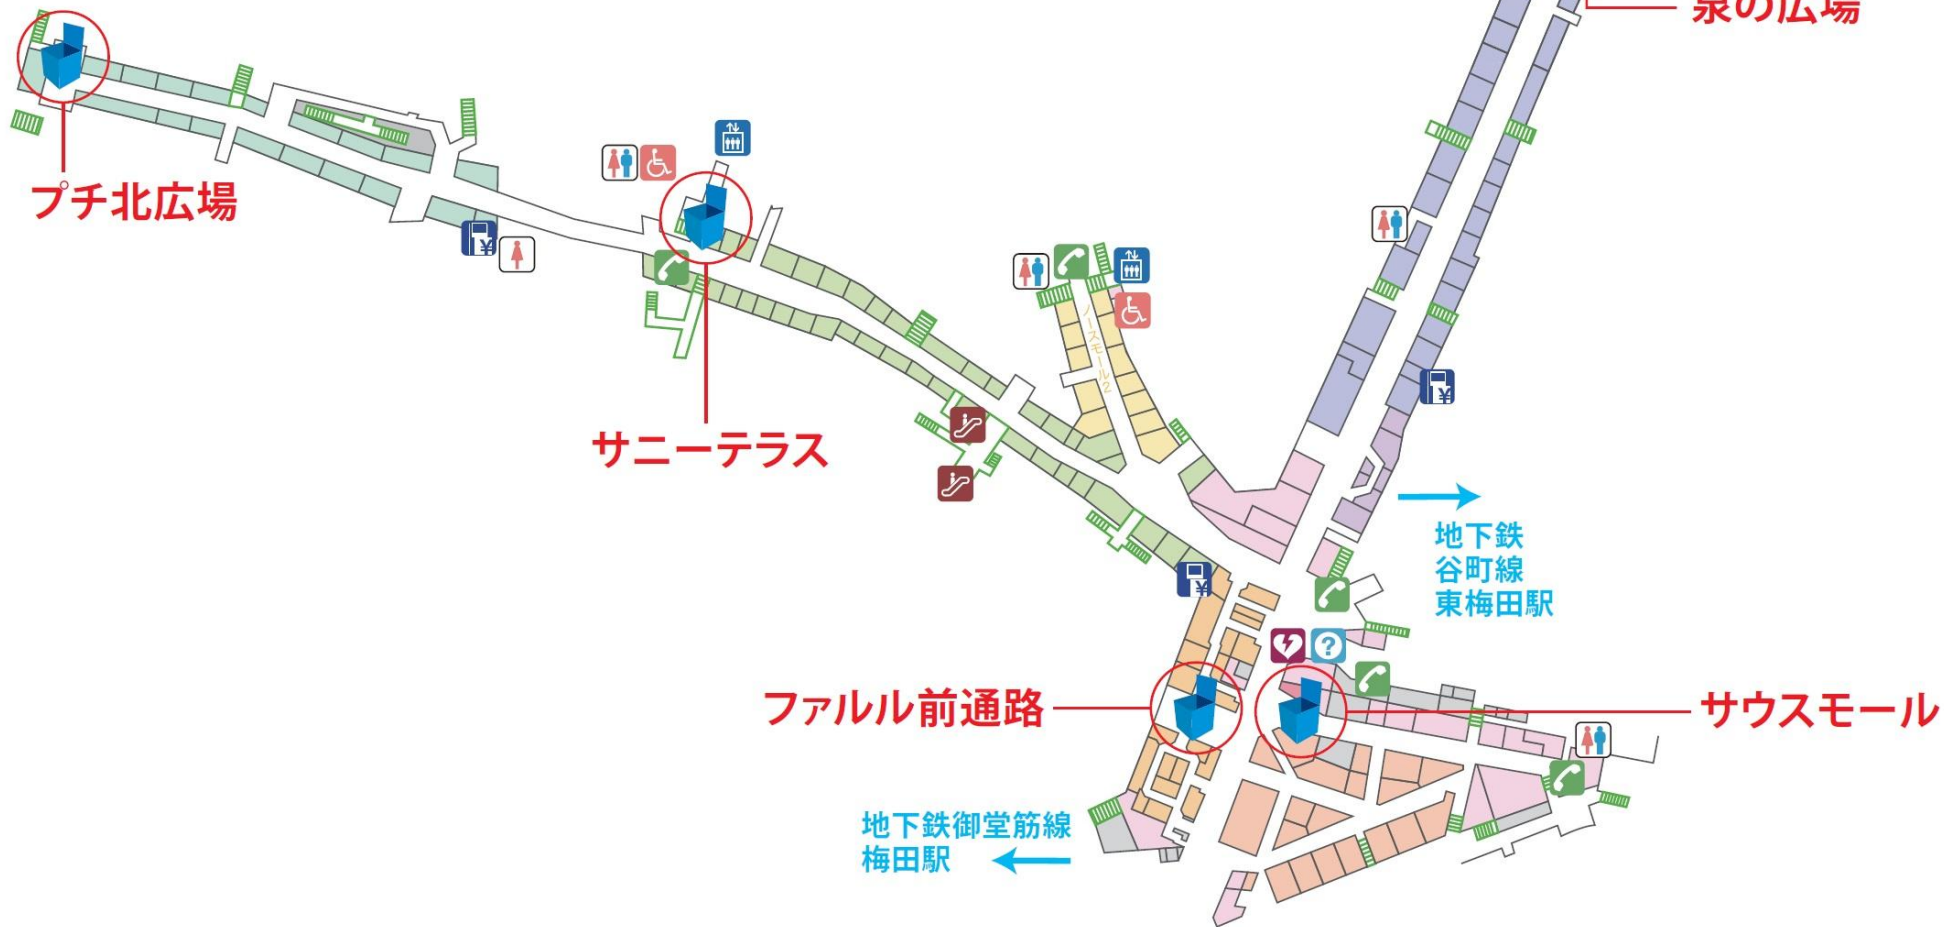 泉の広場
プチ北広場
サニーテラス
ノースモール2
地下鉄
谷町線
東梅田駅
ファルル前通路
サウスモール
地下鉄御堂筋線
梅田駅
¥
¥
¥
?